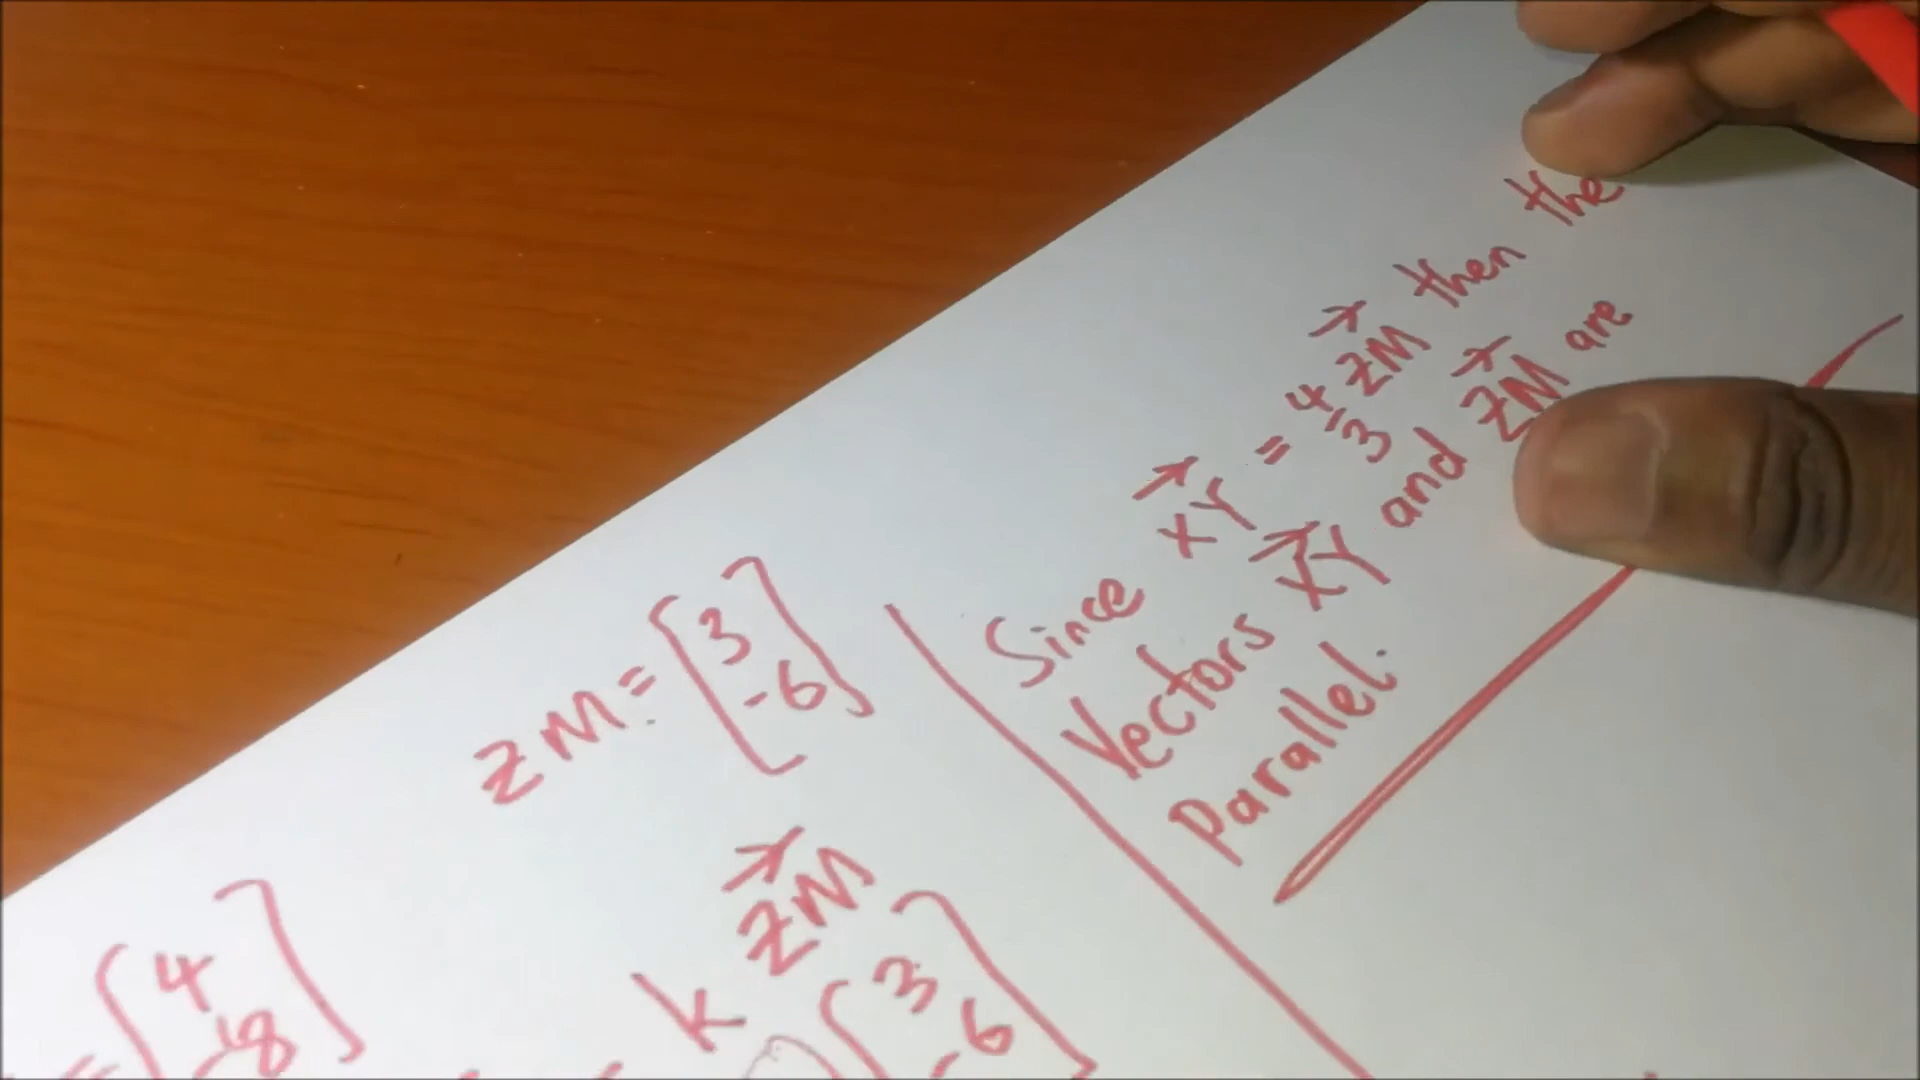 ZM = [3
-6]
k ZM
= [4
-8]
[3
-6]
Since XY = 4/3 ZM then the
Vectors XY and ZM are
Parallel.